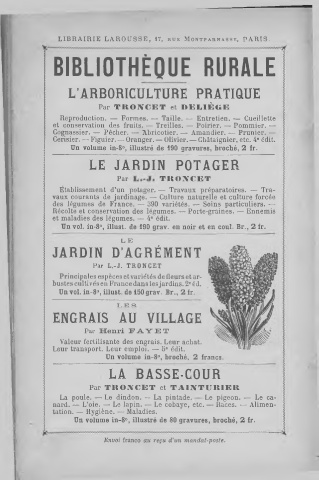 LIBRAIRIE LAROUSSE, 17, RUE MONTPARNASSE, PARIS.
BIBLIOTHÈQUE RURALE
L'ARBORICULTURE PRATIQUE
Par TRONCET et DELIÈGE
Reproduction. — Formes. — Taille. — Entretien. — Cueillette
et conservation des fruits. — Treilles. — Poirier. — Pommier. —
Cognassier. — Pêcher. — Abricotier. — Amandier. — Prunier. —
Cerisier. — Figuier. — Oranger. — Olivier. — Châtaignier, etc. 4e édit.
Un volume in-8°, illustré de 190 gravures, broché, 2 fr.
LE JARDIN POTAGER
Par L.-J. TRONCET
Établissement d'un potager. — Travaux préparatoires. — Tra-
vaux courants de jardinage. — Culture naturelle et culture forcée
des légumes de France. — 300 variétés. — Soins particuliers. —
Récolte et conservation des légumes. — Porte-graines. — Ennemis
et maladies des légumes. — 4e édit.
Un vol. in-8°, illust. de 190 grav. en noir et en coul. Br., 2 fr.
LE
JARDIN D'AGRÉMENT
Par L.-J. TRONCET
Principales espèces et variétés de fleurs et ar-
bustes cultivés en France dans les jardins. 2e éd.
Un vol. in-8°, illust. de 150 grav. Br., 2 fr.
LES
ENGRAIS AU VILLAGE
Par Henri FAYET
Valeur fertilisante des engrais. Leur achat.
Leur transport. Leur emploi. — 5e édit.
Un volume in-8°, broché, 2 francs.
LA BASSE-COUR
Par TRONCET et TAINTURIER
La poule. — Le dindon. — La pintade. — Le pigeon. — Le ca-
nard. — L'oie. — Le lapin. — Le cobaye, etc. — Races. — Alimen-
tation. — Hygiène. — Maladies.
Un volume in-8°, illustré de 80 gravures, broché, 2 fr.
Envoi franco au reçu d'un mandat-poste.